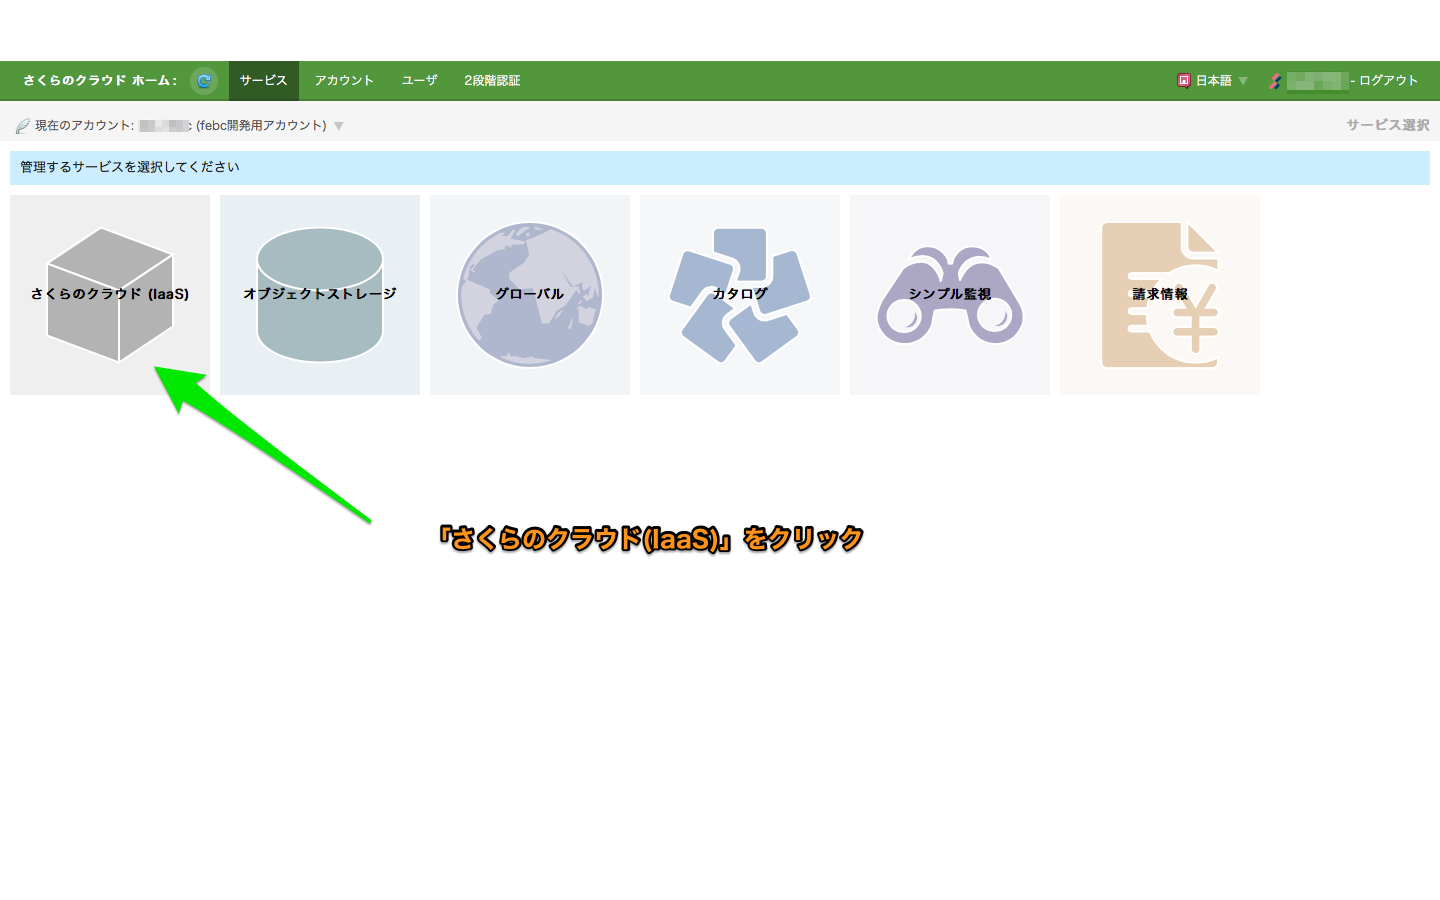 さくらのクラウド ホーム :
サービス
アカウント
ユーザ
2段階認証
日本語
- ログアウト
現在のアカウント:
(febc開発用アカウント)
サービス選択
管理するサービスを選択してください
さくらのクラウド (IaaS)
オブジェクトストレージ
グローバル
カタログ
シンプル監視
請求情報
「さくらのクラウド(IaaS)」をクリック